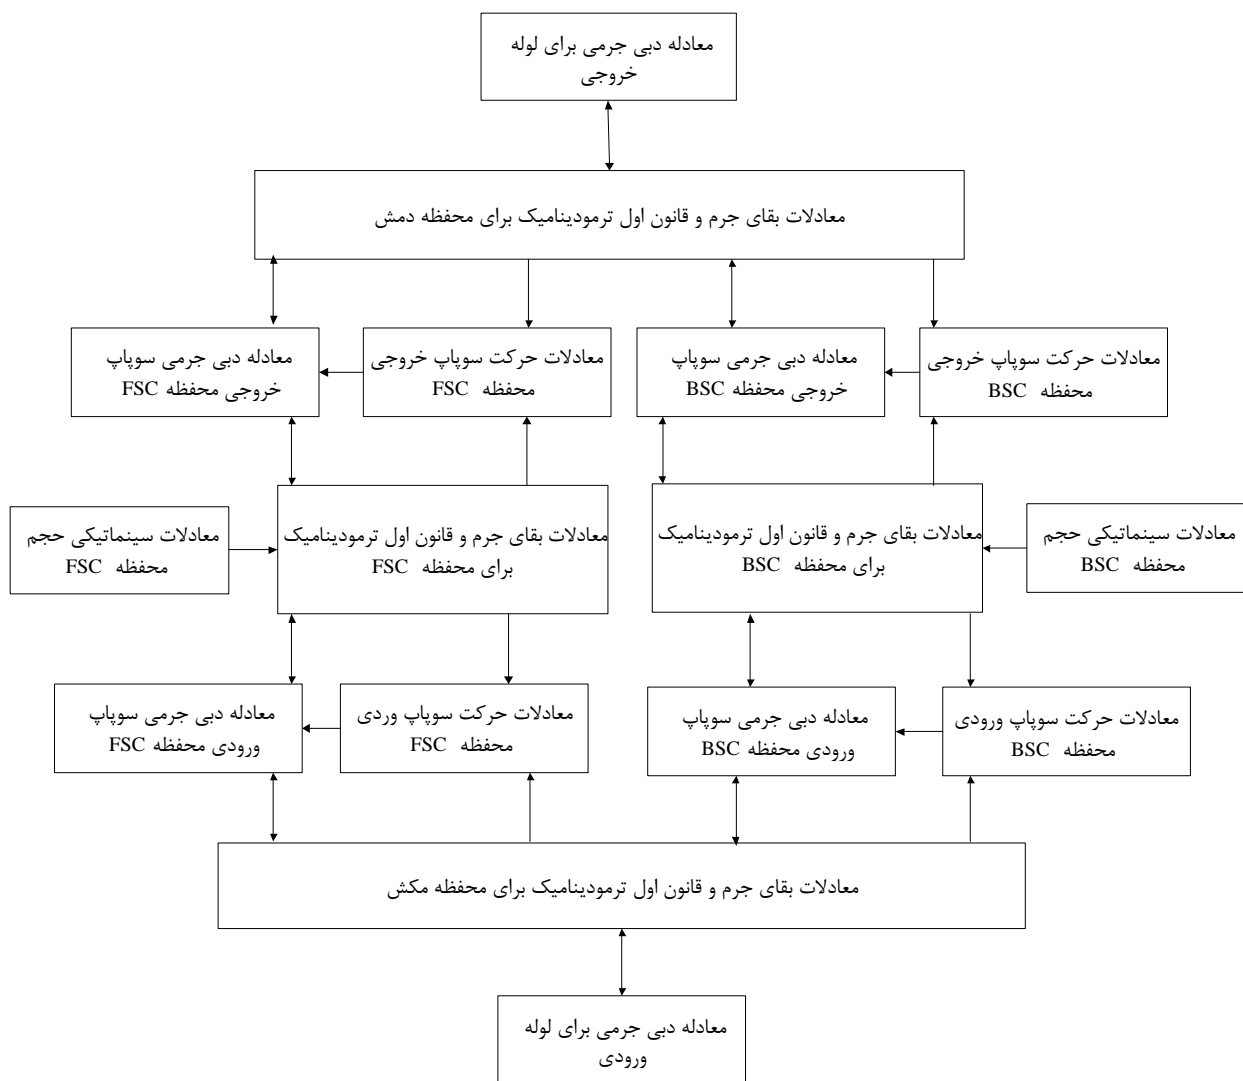 معادله دبی جرمی برای لوله
خروجی
معادلات بقای جرم و قانون اول ترمودینامیک برای محفظه دمش
معادلات حرکت سوپاپ خروجی
محفظه BSC
معادله دبی جرمی سوپاپ
خروجی محفظه BSC
معادلات حرکت سوپاپ خروجی
محفظه FSC
معادله دبی جرمی سوپاپ
خروجی محفظه FSC
معادلات سینماتیکی حجم
محفظه BSC
معادلات بقای جرم و قانون اول ترمودینامیک
برای محفظه BSC
معادلات بقای جرم و قانون اول ترمودینامیک
برای محفظه FSC
معادلات سینماتیکی حجم
محفظه FSC
معادلات حرکت سوپاپ ورودی
محفظه BSC
معادله دبی جرمی سوپاپ
ورودی محفظه BSC
معادلات حرکت سوپاپ وردی
محفظه FSC
معادله دبی جرمی سوپاپ
ورودی محفظه FSC
معادلات بقای جرم و قانون اول ترمودینامیک برای محفظه مکش
معادله دبی جرمی برای لوله
ورودی